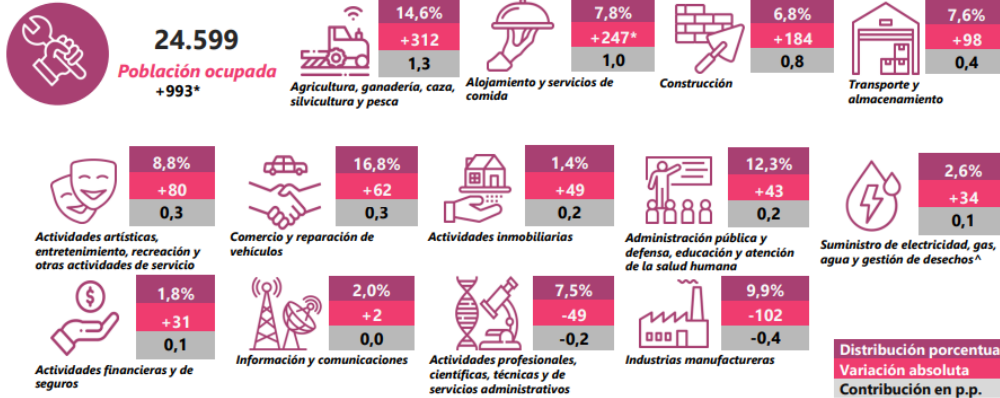 24.599
Población ocupada
+993*
14,6%
+312
1,3
Agricultura, ganadería, caza,
silvicultura y pesca
7,8%
+247*
1,0
Alojamiento y servicios de
comida
6,8%
+184
0,8
Construcción
7,6%
+98
0,4
Transporte y
almacenamiento
8,8%
+80
0,3
Actividades artísticas,
entretenimiento, recreación y
otras actividades de servicio
16,8%
+62
0,3
Comercio y reparación de
vehículos
1,4%
+49
0,2
Actividades inmobiliarias
12,3%
+43
0,2
Administración pública y
defensa, educación y atención
de la salud humana
2,6%
+34
0,1
Suministro de electricidad, gas,
agua y gestión de desechos^
$
1,8%
+31
0,1
Actividades financieras y de
seguros
2,0%
+2
0,0
Información y comunicaciones
7,5%
-49
-0,2
Actividades profesionales,
científicas, técnicas y de
servicios administrativos
9,9%
-102
-0,4
Industrias manufactureras
Distribución porcentua
Variación absoluta
Contribución en p.p.